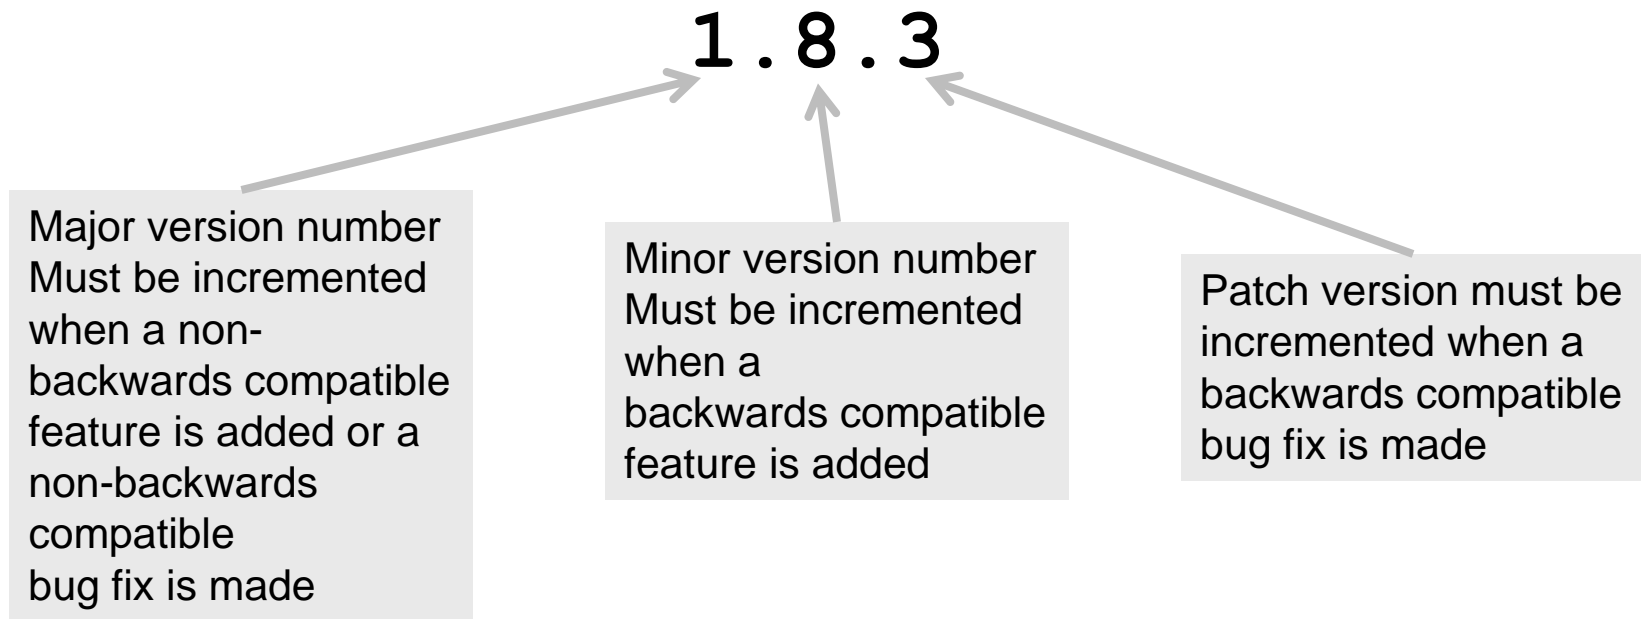 1.8.3
Major version number
Must be incremented
when a non-
backwards compatible
feature is added or a
non-backwards
compatible
bug fix is made
Minor version number
Must be incremented
when a
backwards compatible
feature is added
Patch version must be
incremented when a
backwards compatible
bug fix is made